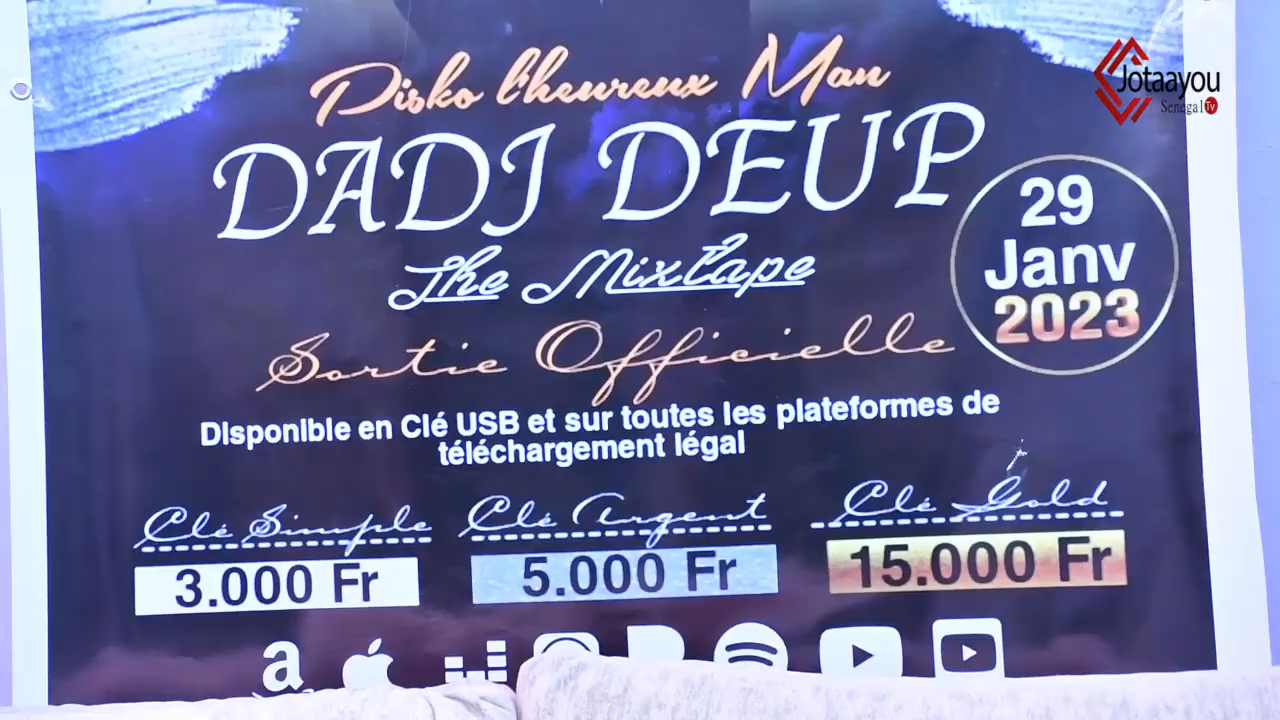 Jotaayou
Senegal Tv
Pisko l'heureux Man
DADJ DEUP
The Mixtape
29
Janv
2023
Sortie Officielle
Disponible en Clé USB et sur toutes les plateformes de
téléchargement légal
Clé Simple
Clé Argent
Clé Gold
3.000 Fr
5.000 Fr
15.000 Fr
a